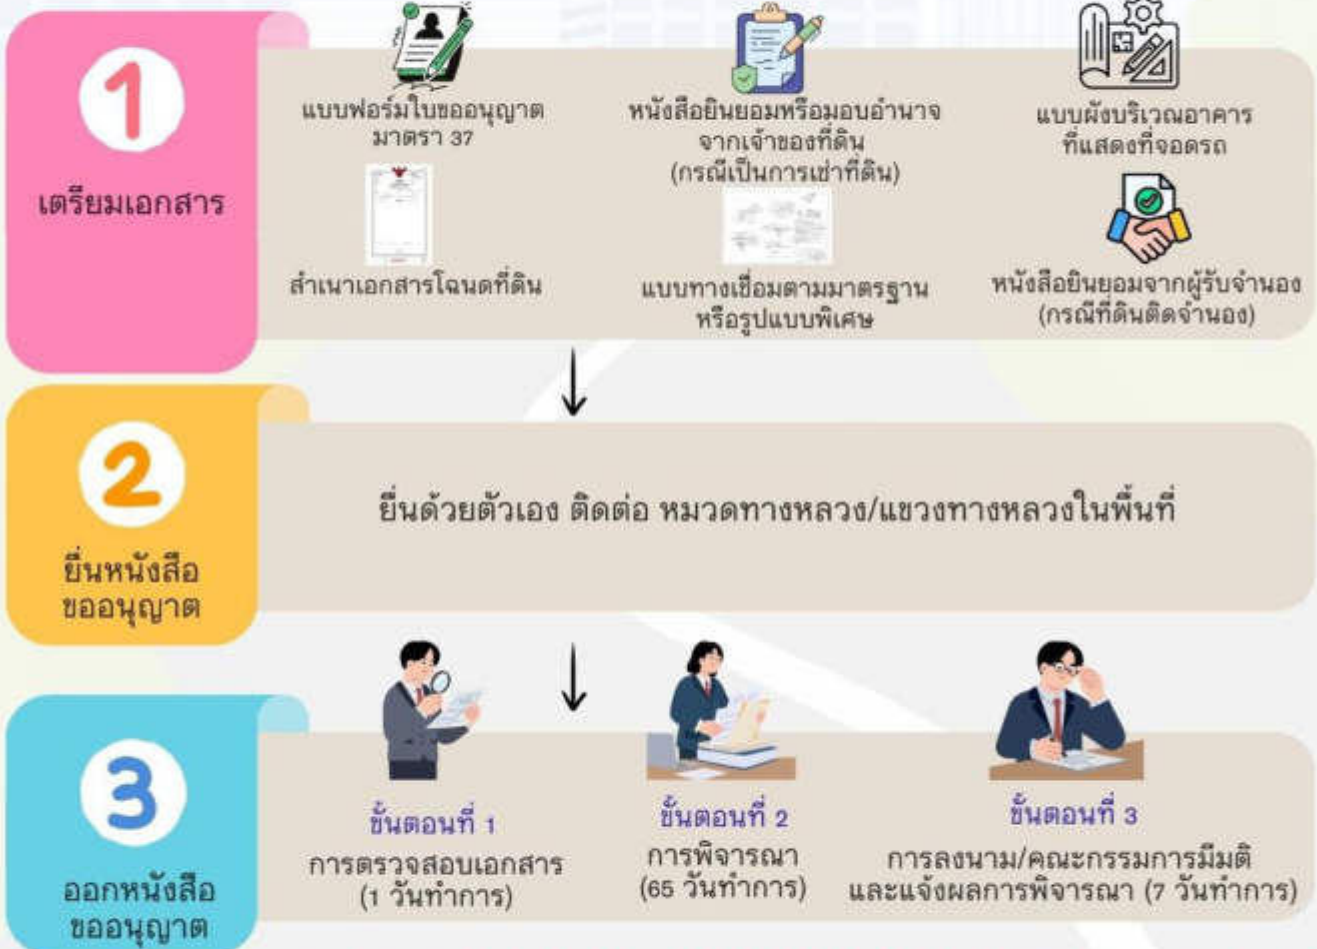 1
เตรียมเอกสาร
แบบฟอร์มใบขออนุญาต
มาตรา 37
หนังสือยินยอมหรือมอบอำนาจ
จากเจ้าของที่ดิน
(กรณีเป็นการเช่าที่ดิน)
แบบผังบริเวณอาคาร
ที่แสดงที่จอดรถ
สำเนาเอกสารโฉนดที่ดิน
แบบทางเชื่อมตามมาตรฐาน
หรือรูปแบบพิเศษ
หนังสือยินยอมจากผู้รับจำนอง
(กรณีที่ดินติดจำนอง)
2
ยื่นหนังสือ
ขออนุญาต
ยื่นด้วยตัวเอง ติดต่อ หมวดทางหลวง/แขวงทางหลวงในพื้นที่
3
ออกหนังสือ
ขออนุญาต
ขั้นตอนที่ 1
การตรวจสอบเอกสาร
(1 วันทำการ)
ขั้นตอนที่ 2
การพิจารณา
(65 วันทำการ)
ขั้นตอนที่ 3
การลงนาม/คณะกรรมการมีมติ
และแจ้งผลการพิจารณา (7 วันทำการ)